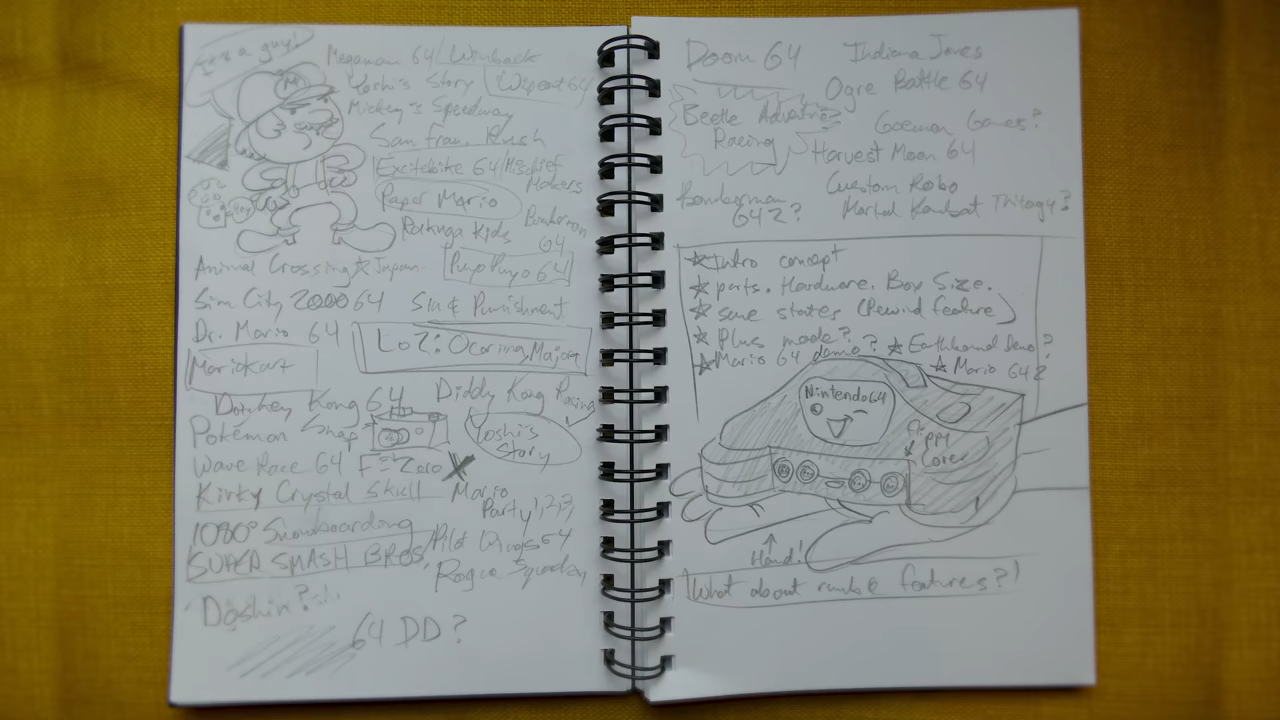 It's a guy!
M
Megaman 64 / Winback
Yoshi's Story Wipeout 64
Mickey's Speedway
San Fran. Rush
Excitebike 64 / Mischief
Makers
Paper Mario
Rakuga Kids
Bomberman
64
Animal Crossing ☆ Japan
Puyo Puyo 64
Sim City 2000 64
Sin & Punishment
Dr. Mario 64
LoZ: Ocarina, Majora
Mariokart
Donkey Kong 64
Diddy Kong Racing
Pokémon Snap
Yoshi's
Story
Wave Race 64 F-Zero X
Kirby Crystal Skull
Mario
Party 1, 2, 3,
1080° Snowboarding
SUPER SMASH BROS.
Pilot Wings 64
Rogue Squadron
Doshin?
64 DD?
Doom 64
Indiana Jones
Ogre Battle 64
Beetle Adventure?
Racing
Goemon Games?
Harvest Moon 64
Custom Robo
Bomberman
64 2?
Mortal Kombat Trilogy?
☆ Intro concept
☆ parts. Hardware. Box Size.
☆ save states (Rewind feature)
☆ plus mode?
☆ Mario 64 demo?
☆ Earthbound Demo?
☆ Mario 64 2
Nintendo 64
Hand!
What about rumble features?!